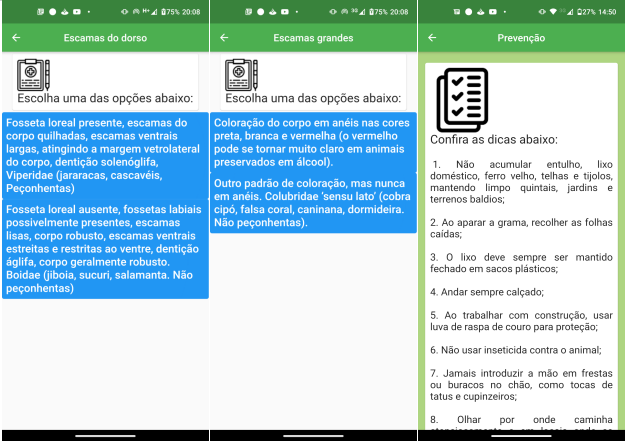 75% 20:08
Escamas do dorso
Escolha uma das opções abaixo:
Fosseta loreal presente, escamas do
corpo quilhadas, escamas ventrais
largas, atingindo a margem vetrolateral
do corpo, dentição solenóglifa,
Viperidae (jararacas, cascavéis,
Peçonhentas)
Fosseta loreal ausente, fossetas labiais
possivelmente presentes, escamas
lisas, corpo robusto, escamas ventrais
estreitas e restritas ao ventre, dentição
áglifa, corpo geralmente robusto.
Boidae (jiboia, sucuri, salamanta. Não
peçonhentas)
75% 20:08
Escamas grandes
Escolha uma das opções abaixo:
Coloração do corpo em anéis nas cores
preta, branca e vermelha (o vermelho
pode se tornar muito claro em animais
preservados em álcool).
Outro padrão de coloração, mas nunca
em anéis. Colubridae 'sensu lato' (cobra
cipó, falsa coral, caninana, dormideira.
Não peçonhentas).
27% 14:50
Prevenção
Confira as dicas abaixo:
1. Não acumular entulho, lixo
doméstico, ferro velho, telhas e tijolos,
mantendo limpo quintais, jardins e
terrenos baldios;
2. Ao aparar a grama, recolher as folhas
caídas;
3. O lixo deve sempre ser mantido
fechado em sacos plásticos;
4. Andar sempre calçado;
5. Ao trabalhar com construção, usar
luva de raspa de couro para proteção;
6. Não usar inseticida contra o animal;
7. Jamais introduzir a mão em frestas
ou buracos no chão, como tocas de
tatus e cupinzeiros;
8. Olhar por onde caminha